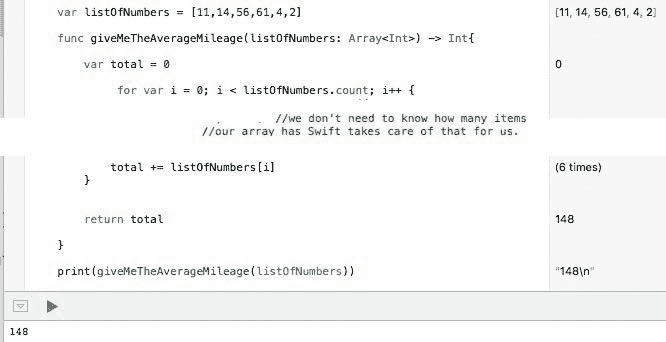 var listOfNumbers = [11,14,56,61,4,2] [11, 14, 56, 61, 4, 2]
func giveMeTheAverageMileage(listOfNumbers: Array<Int>) -> Int{
var total = 0 0
for var i = 0; i < listOfNumbers.count; i++ {
//we don't need to know how many items
//our array has Swift takes care of that for us.
total += listOfNumbers[i] (6 times)
}
return total 148
}
print(giveMeTheAverageMileage(listOfNumbers)) "148\n"
148